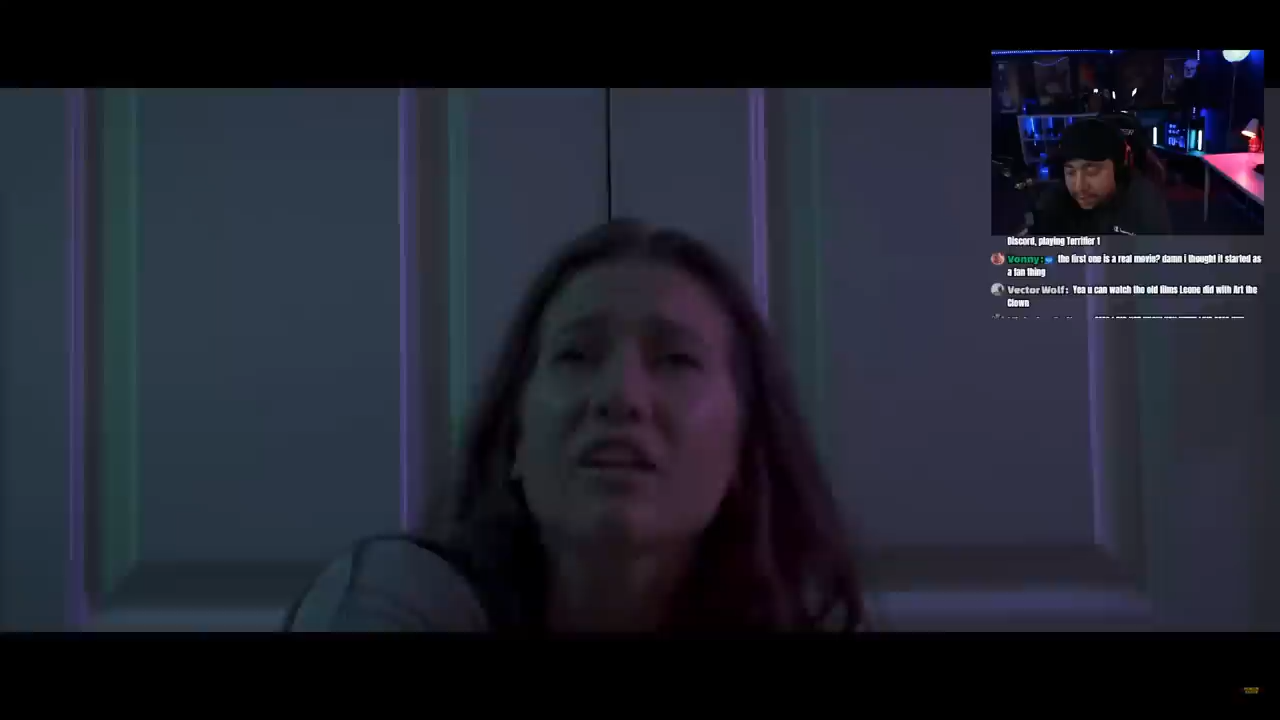 Discord, playing Terrifier 1
Vonny: the first one is a real movie? damn i thought it started as
a fan thing
Vector Wolf: Yea u can watch the old films Leone did with Art the
Clown